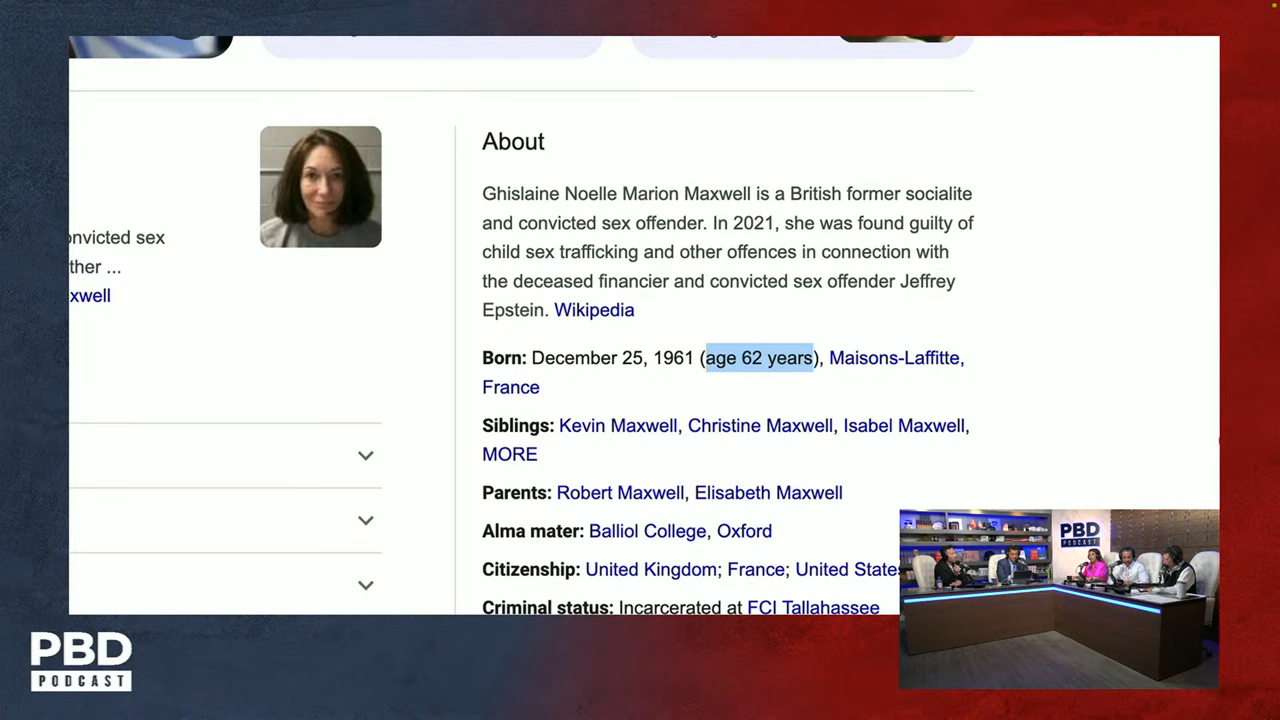 About
Ghislaine Noelle Marion Maxwell is a British former socialite
and convicted sex offender. In 2021, she was found guilty of
child sex trafficking and other offences in connection with
the deceased financier and convicted sex offender Jeffrey
Epstein. Wikipedia
onvicted sex
ther ...
xwell
Born: December 25, 1961 (age 62 years), Maisons-Laffitte,
France
Siblings: Kevin Maxwell, Christine Maxwell, Isabel Maxwell,
MORE
Parents: Robert Maxwell, Elisabeth Maxwell
Alma mater: Balliol College, Oxford
Citizenship: United Kingdom; France; United States
Criminal status: Incarcerated at FCI Tallahassee
PBD
PODCAST
PBD
PODCAST